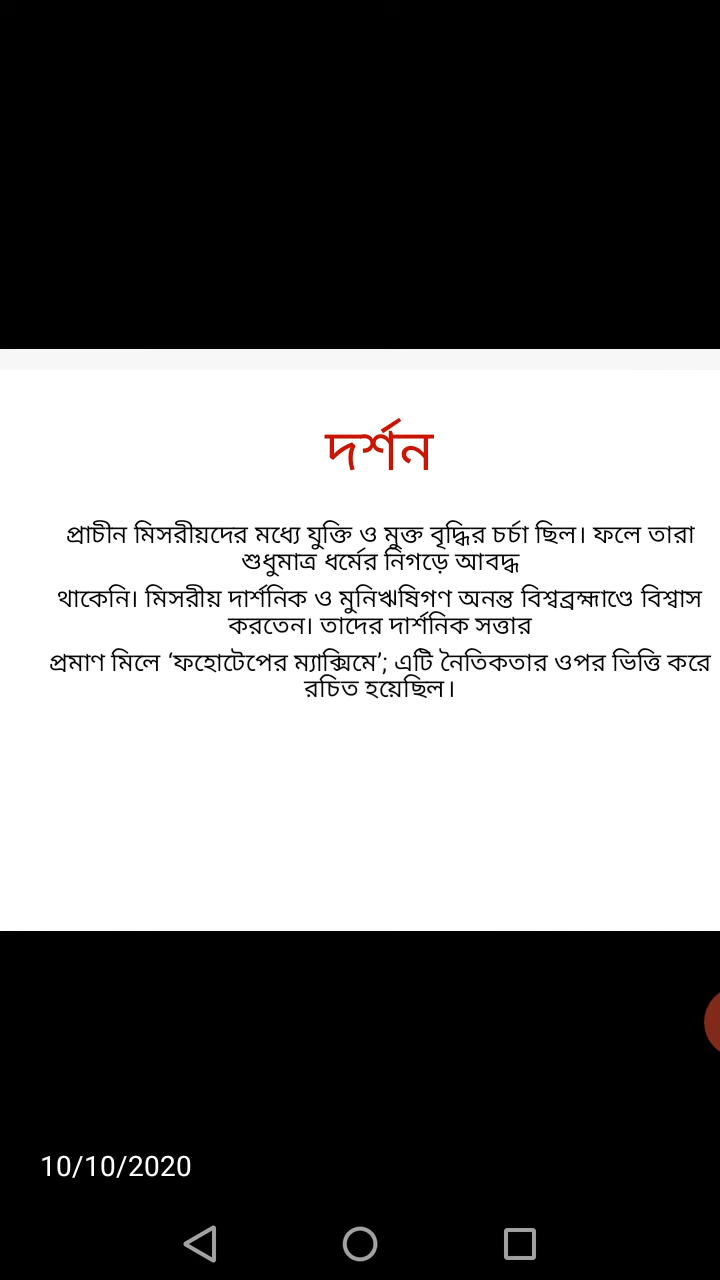 দর্শন
প্রাচীন মিসরীয়দের মধ্যে যুক্তি ও মুক্ত বৃদ্ধির চর্চা ছিল। ফলে তারা
শুধুমাত্র ধর্মের নিগড়ে আবদ্ধ
থাকেনি। মিসরীয় দার্শনিক ও মুনিঋষিগণ অনন্ত বিশ্বব্রহ্মাণ্ডে বিশ্বাস
করতেন। তাদের দার্শনিক সত্তার
প্রমাণ মিলে ‘ফহোটেপের ম্যাক্সিমে’; এটি নৈতিকতার ওপর ভিত্তি করে
রচিত হয়েছিল।
10/10/2020